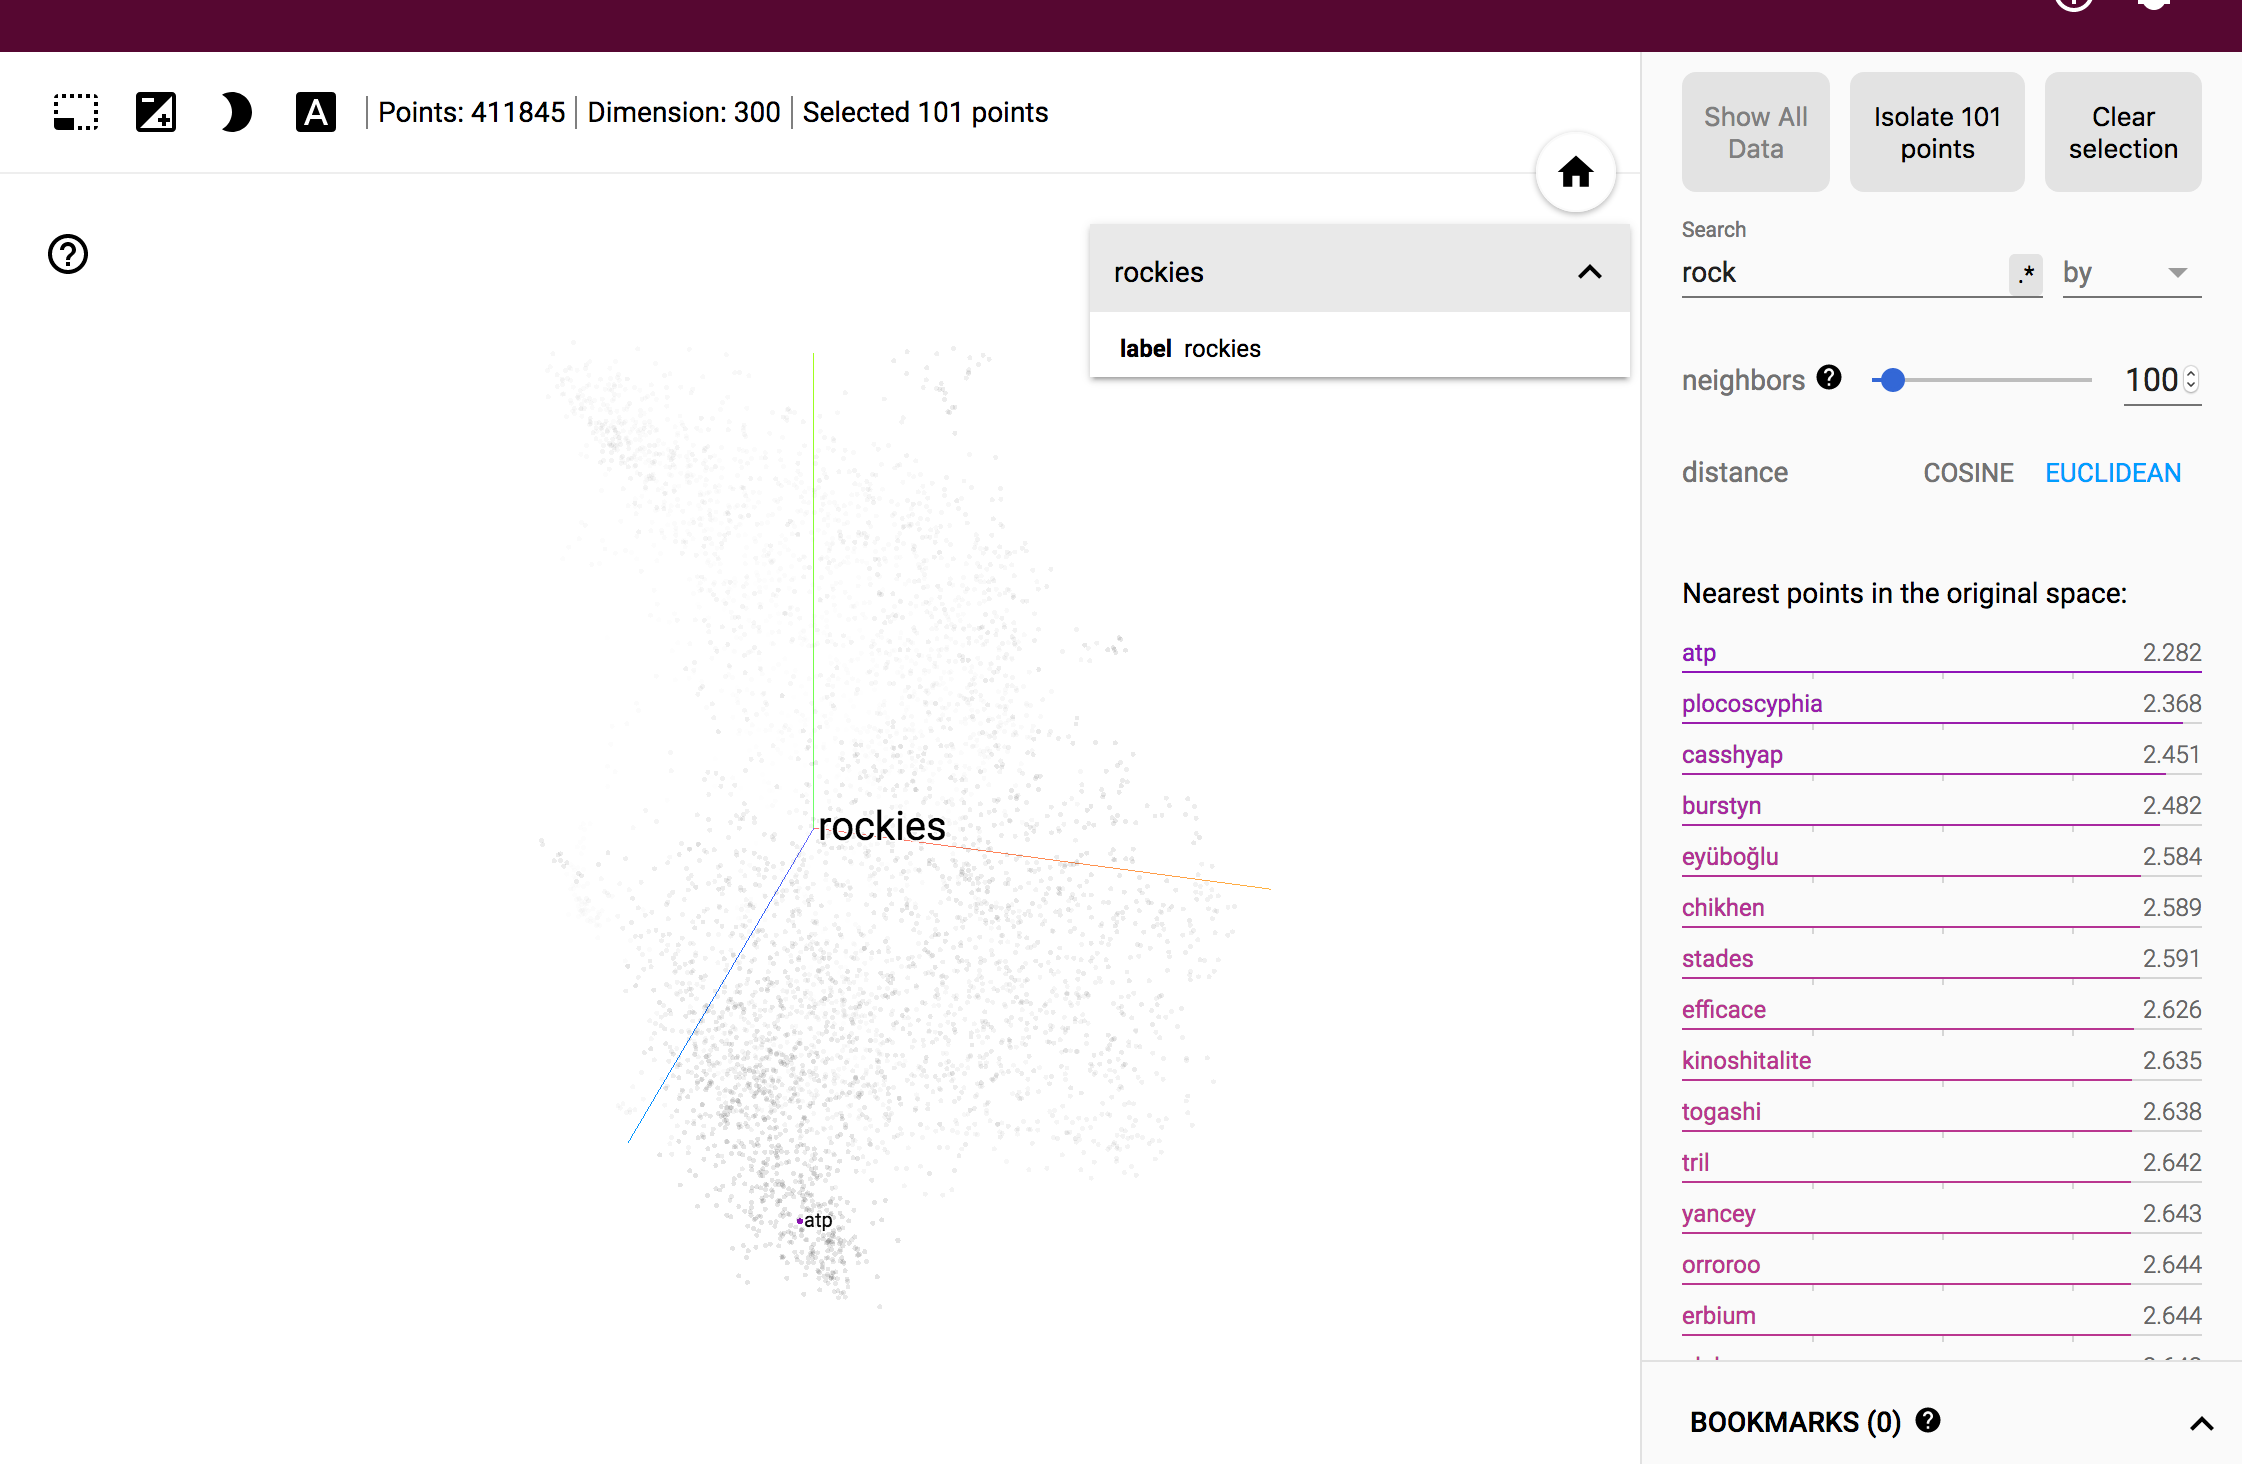 A
Points: 411845 | Dimension: 300 | Selected 101 points
Show All Data
Isolate 101 points
Clear selection
rockies
label rockies
Search
rock .* by
neighbors ? 100
distance COSINE EUCLIDEAN
Nearest points in the original space:
atp 2.282
plocoscyphia 2.368
casshyap 2.451
burstyn 2.482
eyüboğlu 2.584
chikhen 2.589
stades 2.591
efficace 2.626
kinoshitalite 2.635
togashi 2.638
tril 2.642
yancey 2.643
orroroo 2.644
erbium 2.644
rockies
atp
BOOKMARKS (0) ?